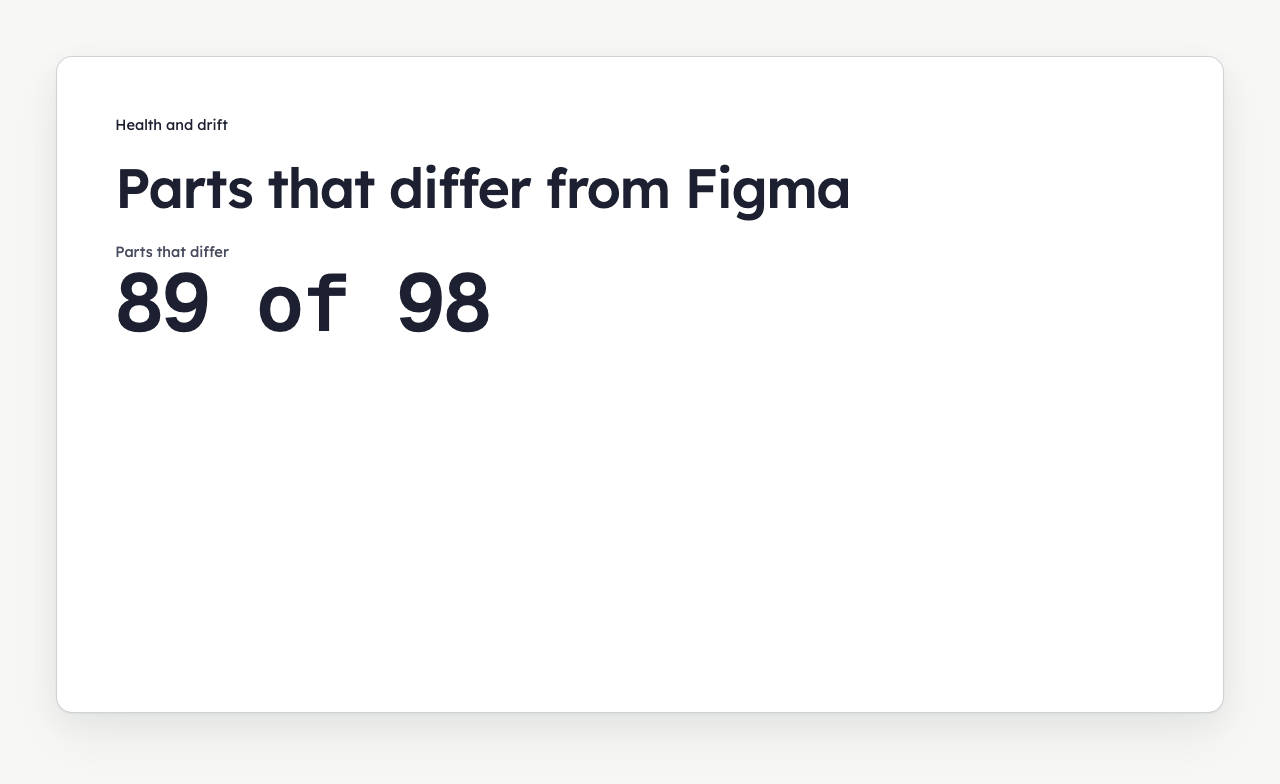 Health and drift
Parts that differ from Figma
Parts that differ
89 of 98